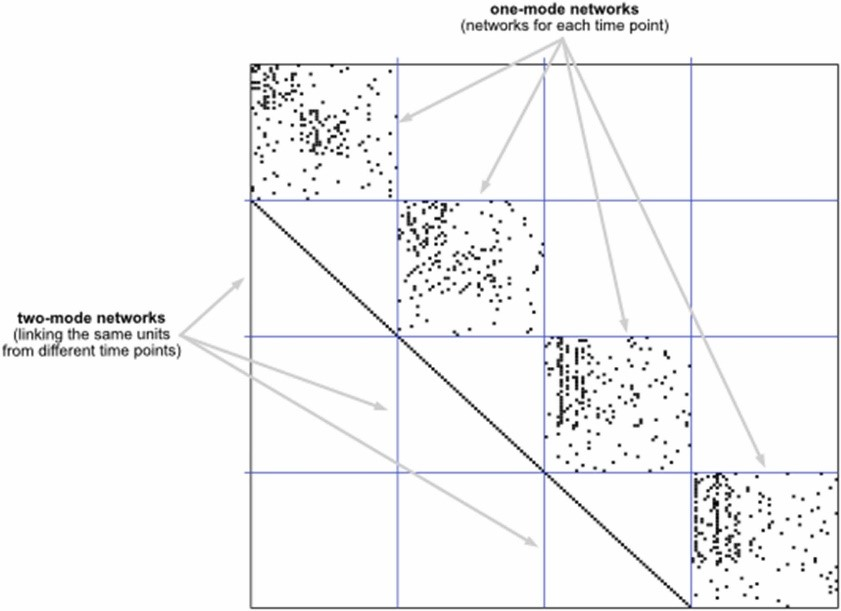 one-mode networks
(networks for each time point)
two-mode networks
(linking the same units
from different time points)